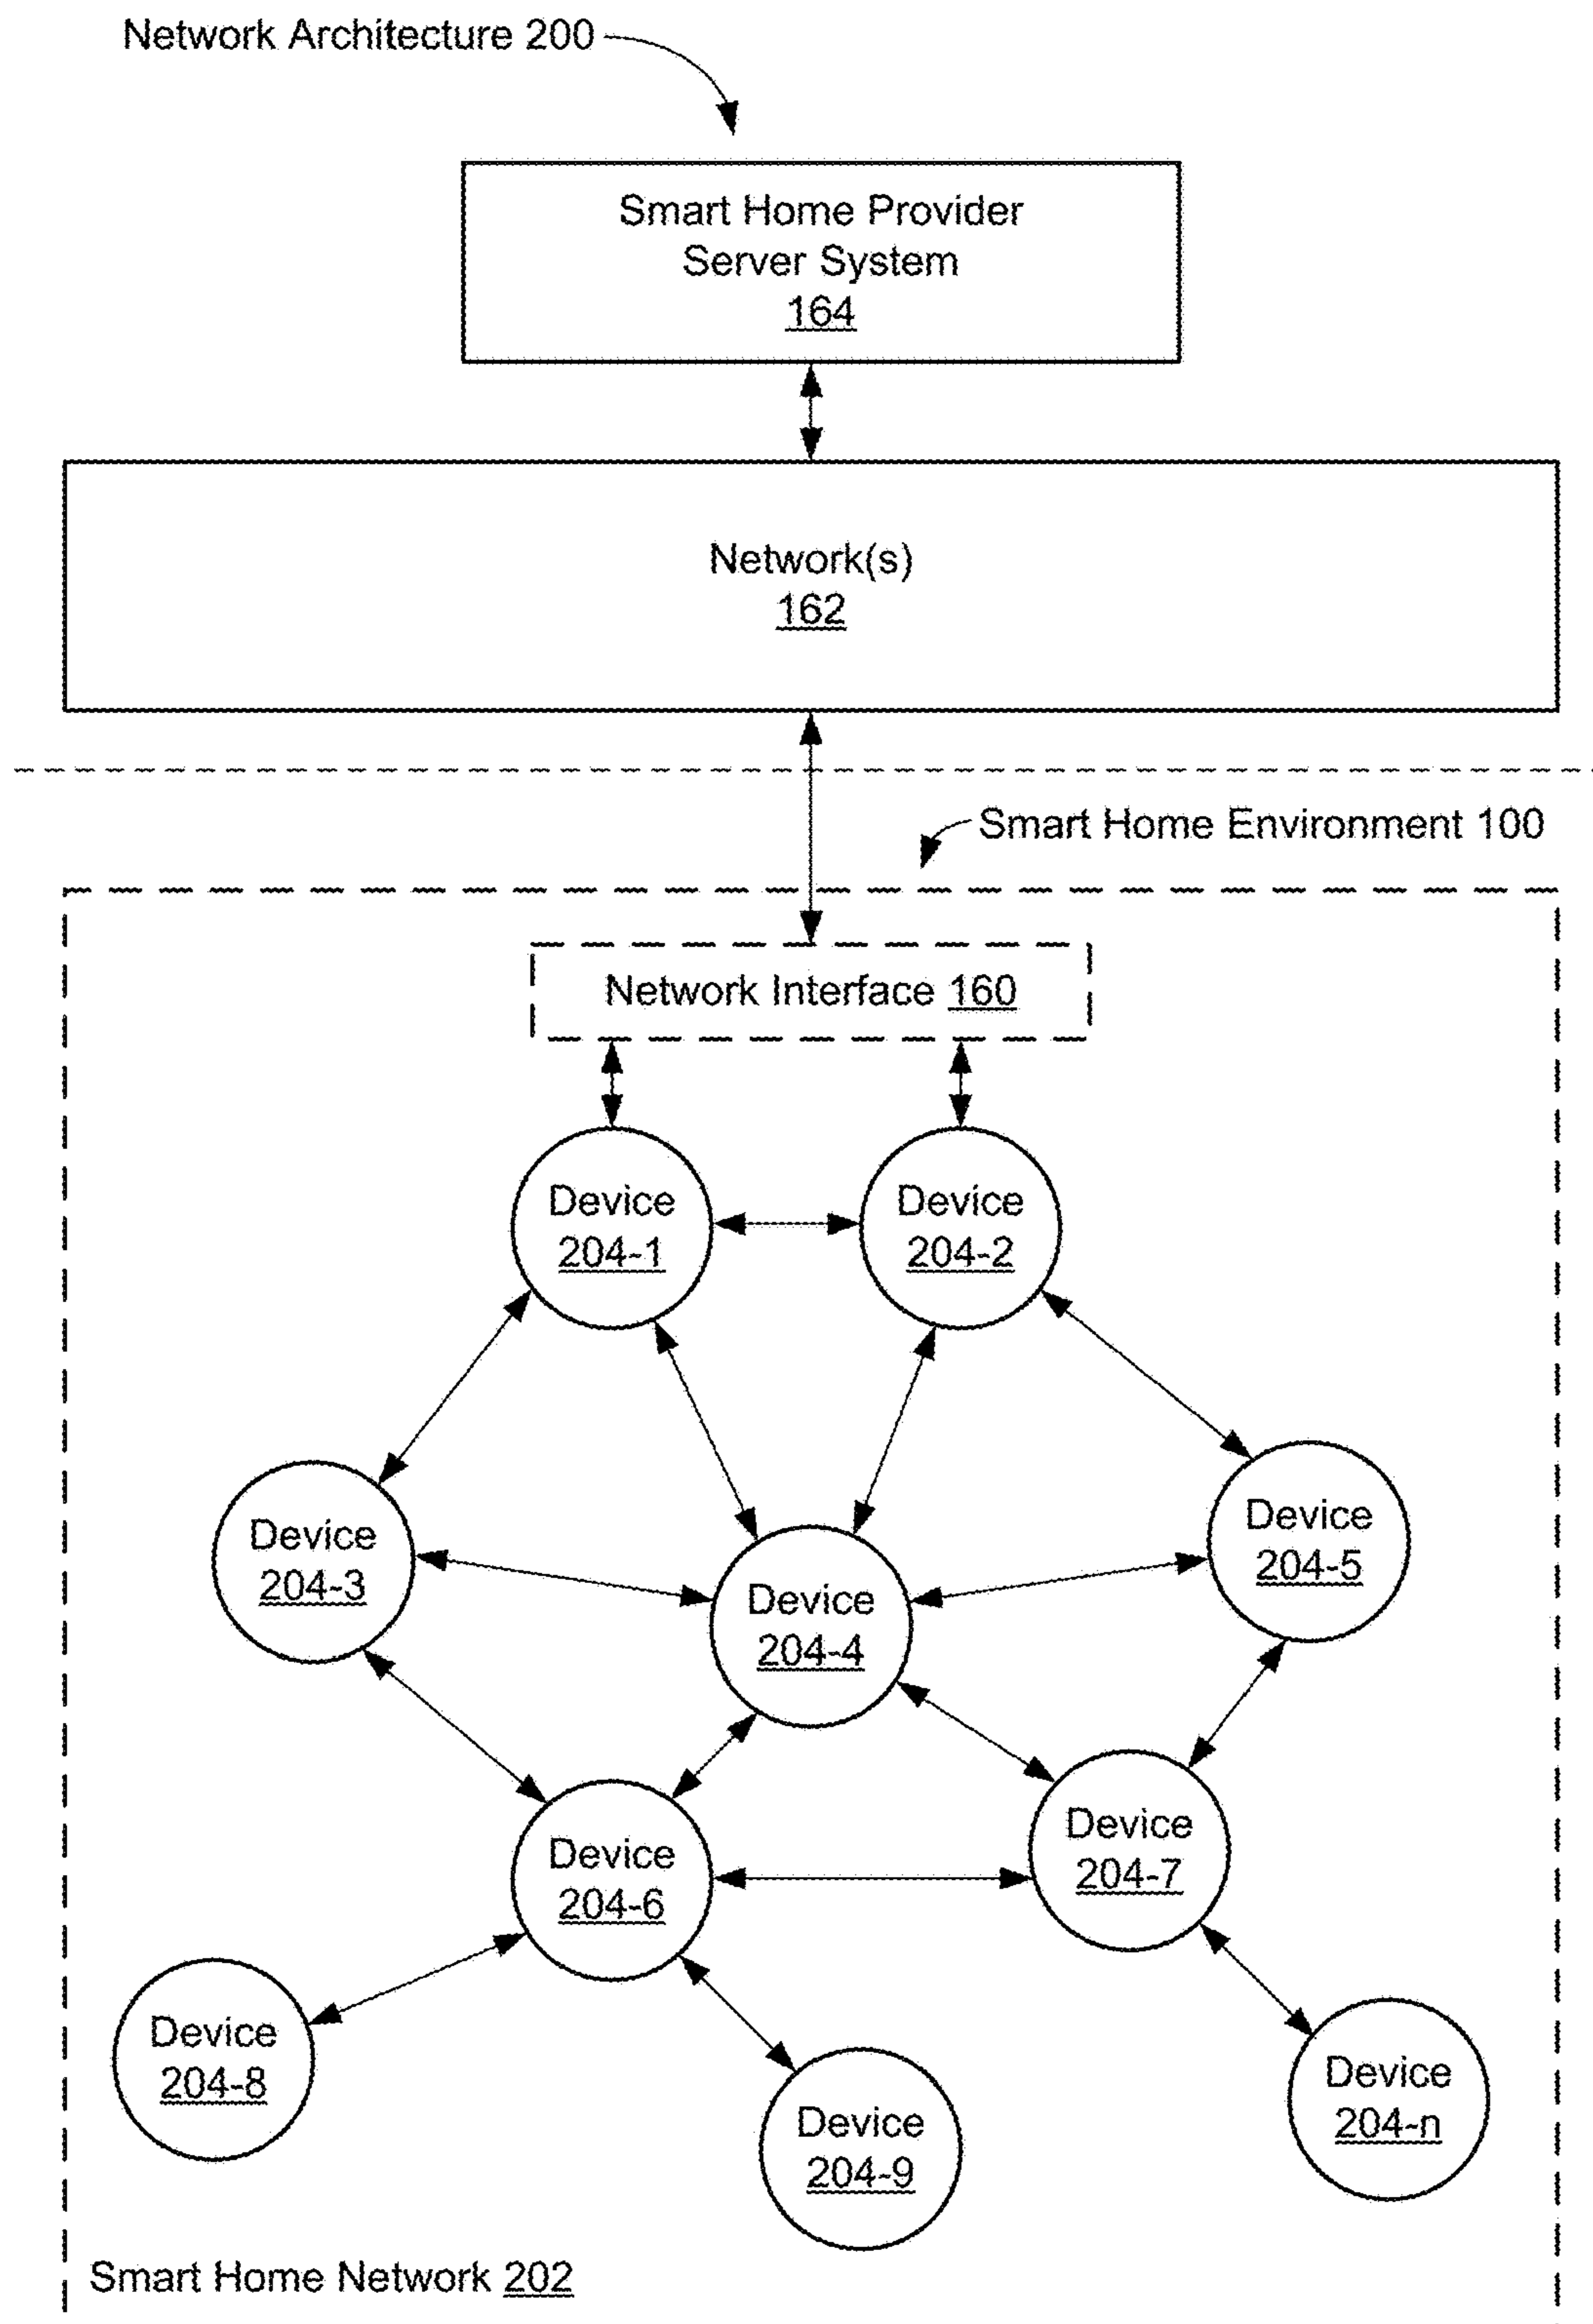 Network Architecture 200
Smart Home Provider
Server System
164
Network(s)
162
Smart Home Environment 100
Network Interface 160
Device
204-1
Device
204-2
Device
204-3
Device
204-4
Device
204-5
Device
204-6
Device
204-7
Device
204-8
Device
204-9
Device
204-n
Smart Home Network 202